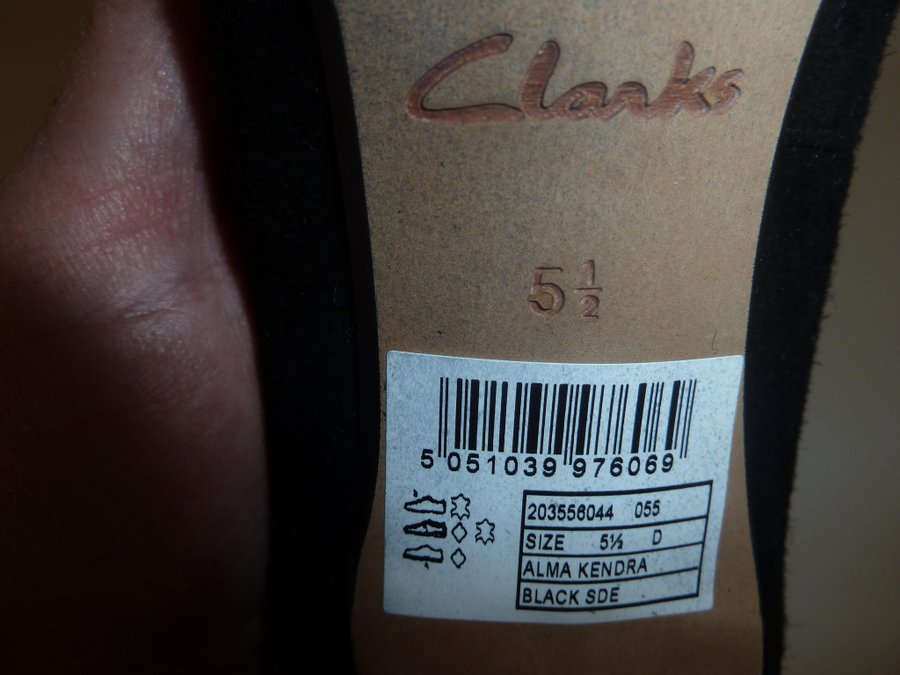 Clarks
5½
5 051039 976069
203556044 055
SIZE 5½ D
ALMA KENDRA
BLACK SDE